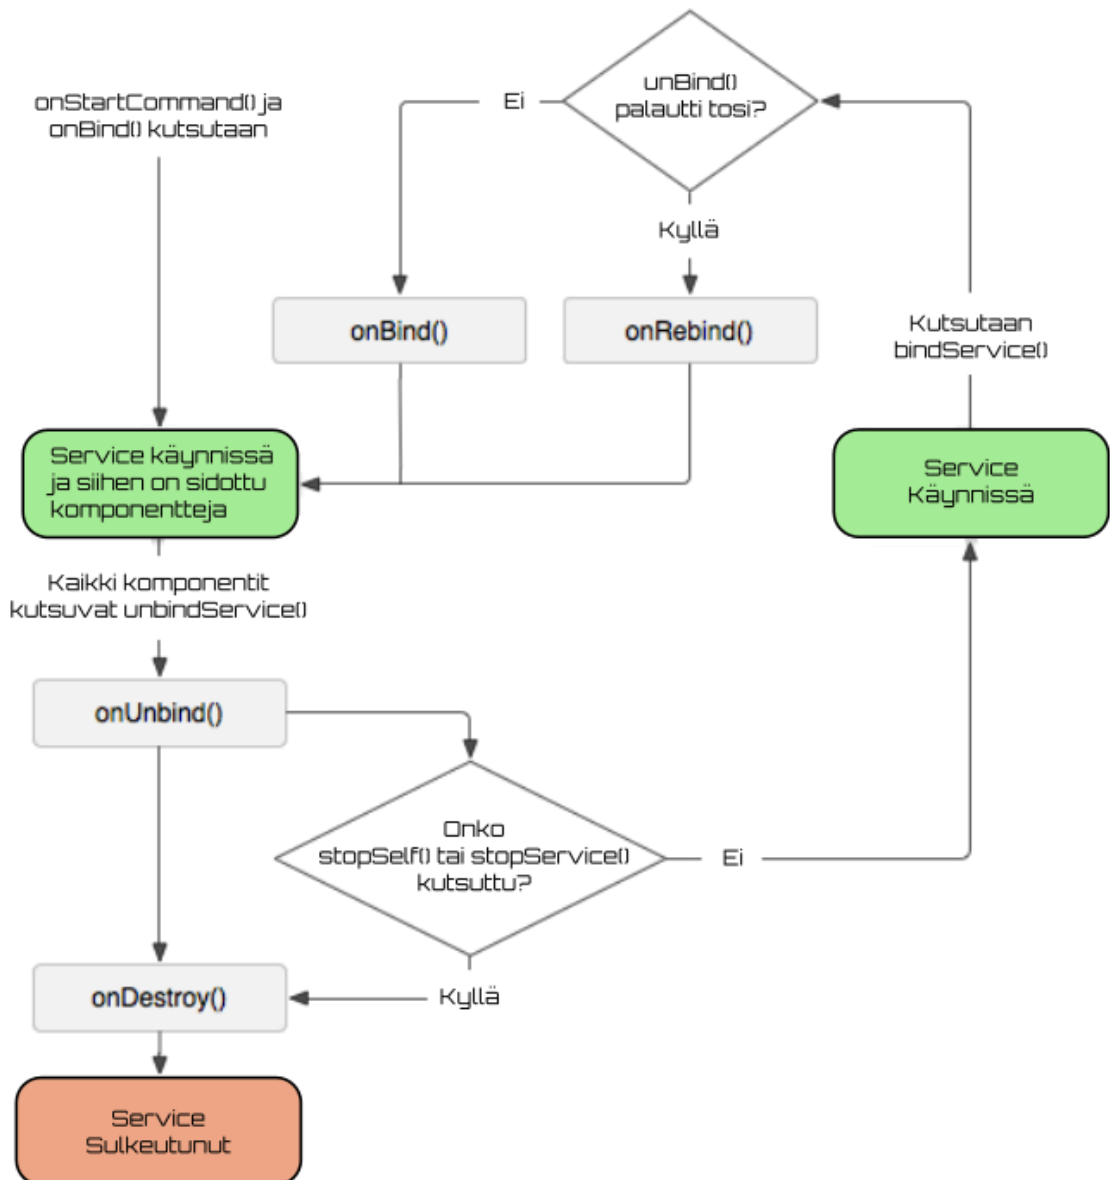 unBind()
palautti tosi?
Ei
onStartCommand() ja
onBind() kutsutaan
Kyllä
onBind()
onRebind()
Kutsutaan
bindService()
Service käynnissä
ja siihen on sidottu
komponentteja
Service
Käynnissä
Kaikki komponentit
kutsuvat unbindService()
onUnbind()
Onko
stopSelf() tai stopService()
kutsuttu?
Ei
onDestroy()
Kyllä
Service
Sulkeutunut